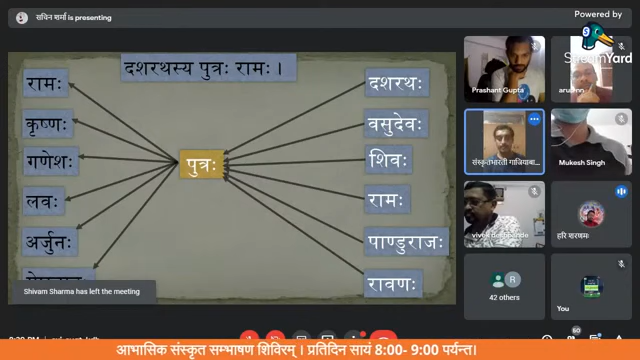 सचिन शर्मा is presenting
Powered by
StreamYard
दशरथस्य पुत्रः रामः ।
रामः
कृष्णः
गणेशः
लवः
अर्जुनः
पुत्रः
दशरथः
वसुदेवः
शिवः
रामः
पाण्डुराजः
रावणः
Prashant Gupta
संस्कृतभारती गाजियाबा...
Mukesh Singh
हरि शरणमः
R
42 others
You
Shivam Sharma has left the meeting
60
आभासिक संस्कृत सम्भाषण शिविरम् । प्रतिदिन सायं 8:00- 9:00 पर्यन्त।